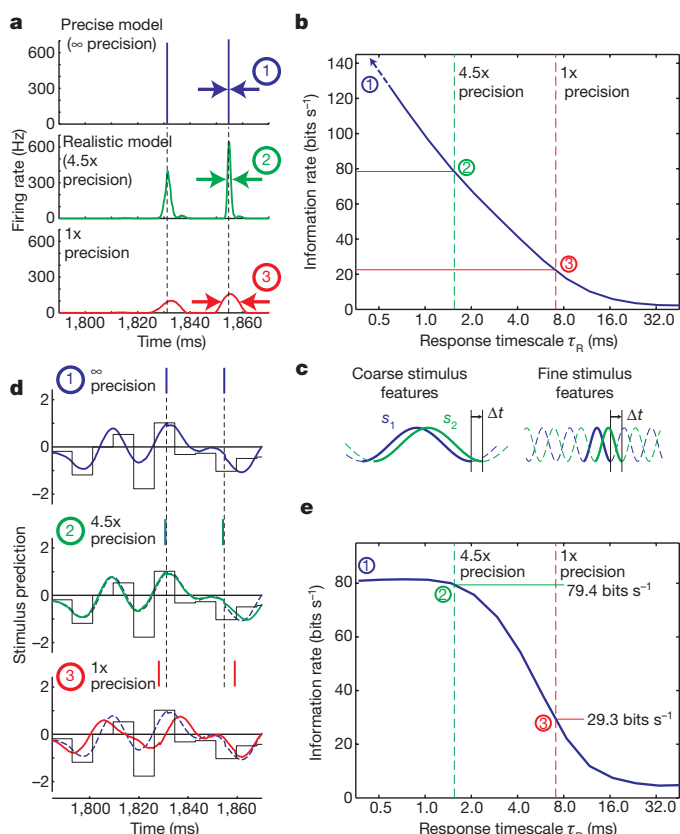 a
Precise model
(∞ precision)
600
300
0
1
Realistic model
(4.5x
precision)
600
300
0
2
1x
precision
600
300
0
3
Firing rate (Hz)
1,800 1,820 1,840 1,860
Time (ms)
b
140
120
100
80
60
40
20
0
Information rate (bits s⁻¹)
1
4.5x
precision
1x
precision
2
3
0.5 1.0 2.0 4.0 8.0 16.0 32.0
Response timescale τR (ms)
c
Coarse stimulus
features
Fine stimulus
features
s1
s2
Δt
Δt
d
1
∞
precision
2
0
−2
2
4.5x
precision
2
0
−2
3
1x
precision
2
0
−2
Stimulus prediction
1,800 1,820 1,840 1,860
Time (ms)
e
80
60
40
20
0
Information rate (bits s⁻¹)
1
4.5x
precision
1x
precision
79.4 bits s⁻¹
2
29.3 bits s⁻¹
3
0.5 1.0 2.0 4.0 8.0 16.0 32.0
Response timescale τR (ms)